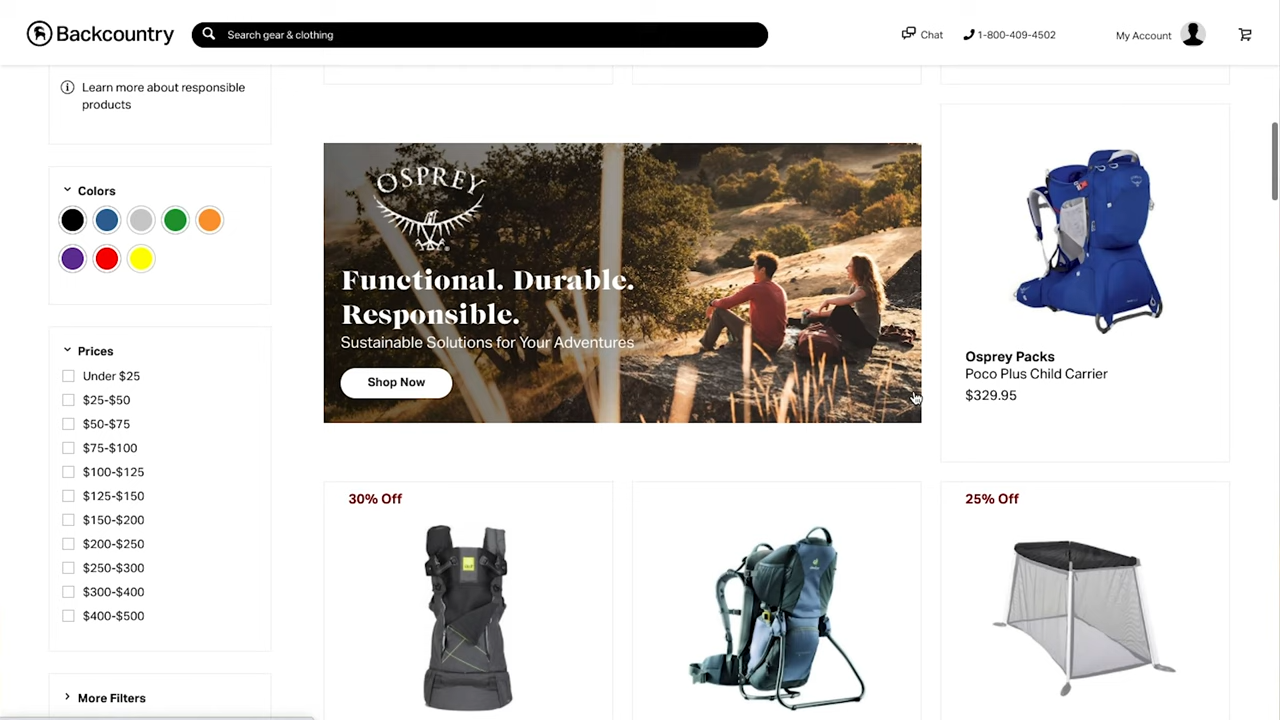 Backcountry
Search gear & clothing
Chat
1-800-409-4502
My Account
Learn more about responsible
products
Colors
Prices
Under $25
$25-$50
$50-$75
$75-$100
$100-$125
$125-$150
$150-$200
$200-$250
$250-$300
$300-$400
$400-$500
More Filters
OSPREY
Functional. Durable.
Responsible.
Sustainable Solutions for Your Adventures
Shop Now
Osprey Packs
Poco Plus Child Carrier
$329.95
30% Off
25% Off